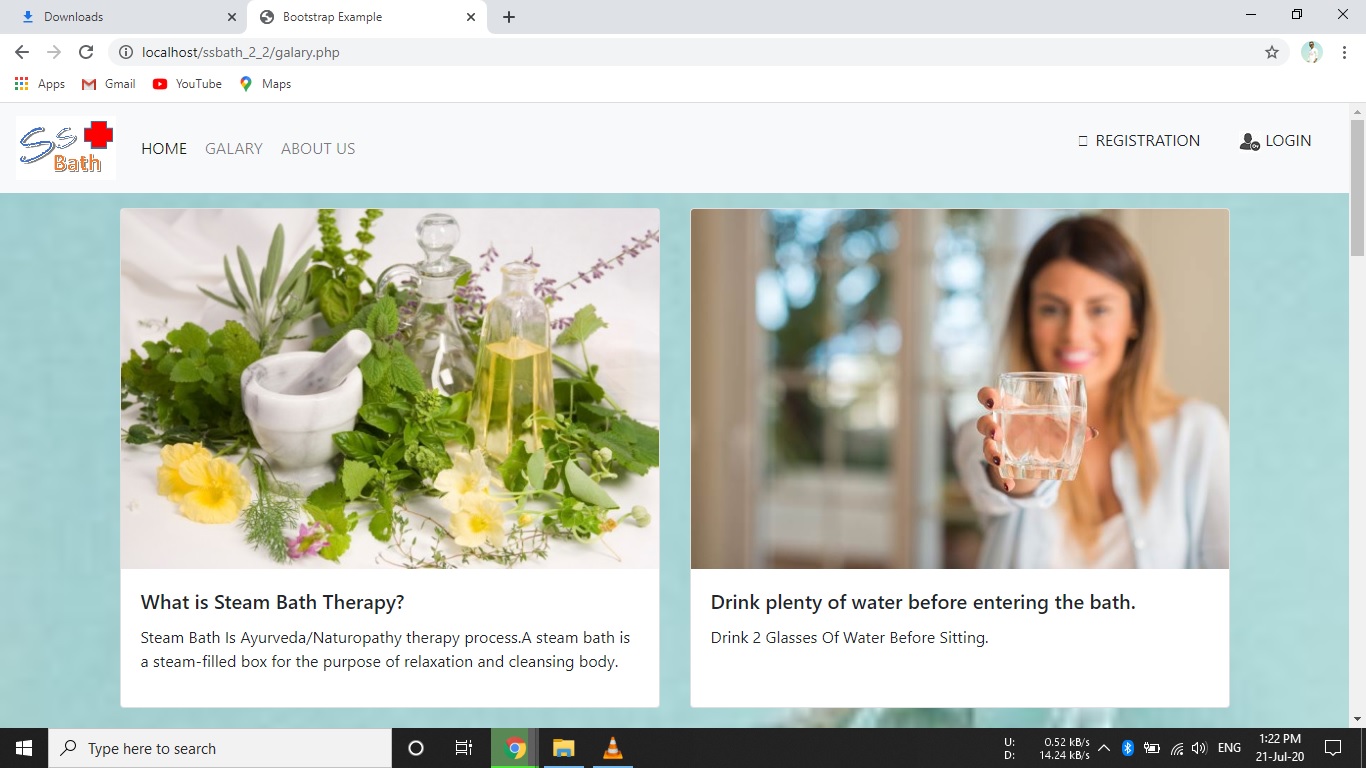 Downloads
Bootstrap Example
localhost/ssbath_2_2/galary.php
Apps Gmail YouTube Maps
Ss
Bath
HOME GALARY ABOUT US
REGISTRATION LOGIN
What is Steam Bath Therapy?
Steam Bath Is Ayurveda/Naturopathy therapy process.A steam bath is
a steam-filled box for the purpose of relaxation and cleansing body.
Drink plenty of water before entering the bath.
Drink 2 Glasses Of Water Before Sitting.
Type here to search
U: 0.52 kB/s
D: 14.24 kB/s
ENG
1:22 PM
21-Jul-20